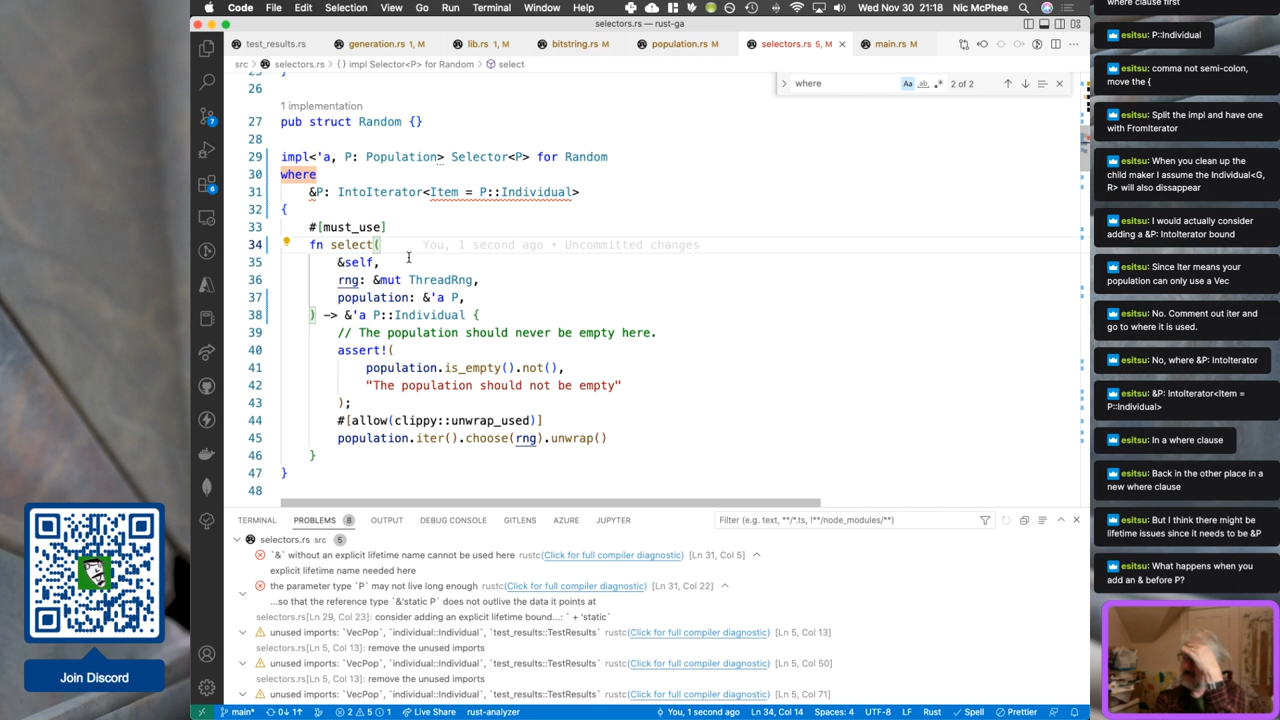 Code File Edit Selection View Go Run Terminal Window Help
Wed Nov 30 21:18 Nic McPhee
selectors.rs — rust-ga
test_results.rs generation.rs 1, M lib.rs 1, M bitstring.rs M population.rs M selectors.rs 5, M main.rs M
src > selectors.rs > {} impl Selector<P> for Random > select
where Aa ab .* 2 of 2
25 }
26
1 implementation
27 pub struct Random {}
28
29 impl<'a, P: Population> Selector<P> for Random
30 where
31 &P: IntoIterator<Item = P::Individual>
32 {
33 #[must_use]
34 fn select( You, 1 second ago • Uncommitted changes
35 &self,
36 rng: &mut ThreadRng,
37 population: &'a P,
38 ) -> &'a P::Individual {
39 // The population should never be empty here.
40 assert!(
41 population.is_empty().not(),
42 "The population should not be empty"
43 );
44 #[allow(clippy::unwrap_used)]
45 population.iter().choose(rng).unwrap()
46 }
47 }
48
TERMINAL PROBLEMS 8 OUTPUT DEBUG CONSOLE GITLENS AZURE JUPYTER
Filter (e.g. text, **/*.ts, !**/node_modules/**)
selectors.rs src 5
`&` without an explicit lifetime name cannot be used here rustc(Click for full compiler diagnostic) [Ln 31, Col 5]
explicit lifetime name needed here
the parameter type `P` may not live long enough rustc(Click for full compiler diagnostic) [Ln 31, Col 22]
...so that the reference type `&'static P` does not outlive the data it points at
selectors.rs[Ln 29, Col 23]: consider adding an explicit lifetime bound...: ` + 'static`
unused imports: `VecPop`, `individual::Individual`, `test_results::TestResults` rustc(Click for full compiler diagnostic) [Ln 5, Col 13]
selectors.rs[Ln 5, Col 13]: remove the unused imports
unused imports: `VecPop`, `individual::Individual`, `test_results::TestResults` rustc(Click for full compiler diagnostic) [Ln 5, Col 50]
selectors.rs[Ln 5, Col 13]: remove the unused imports
unused imports: `VecPop`, `individual::Individual`, `test_results::TestResults` rustc(Click for full compiler diagnostic) [Ln 5, Col 71]
main* 0↓ 1↑ 2 5 1 Live Share rust-analyzer You, 1 second ago Ln 34, Col 14 Spaces: 4 UTF-8 LF Rust Spell Prettier
7
6
Join Discord
where clause first
esitsu: P::Individual
esitsu: comma not semi-colon,
move the {
esitsu: Split the impl and have one
with FromIterator
esitsu: When you clean up the
child maker I assume the Individual<G,
R> will also dissappear
esitsu: I would actually consider
adding a &P: IntoIterator bound
esitsu: Since Iter means your
population can only use a Vec
esitsu: No. Comment out iter and
go to where it is used.
esitsu: No, where &P: IntoIterator
esitsu: &P: IntoIterator<Item =
P::Individual>
esitsu: In a where clause
esitsu: Back in the other place in a
new where clause
esitsu: But I think there might be
lifetime issues since it needs to be &P
esitsu: What happens when you
add an & before P?